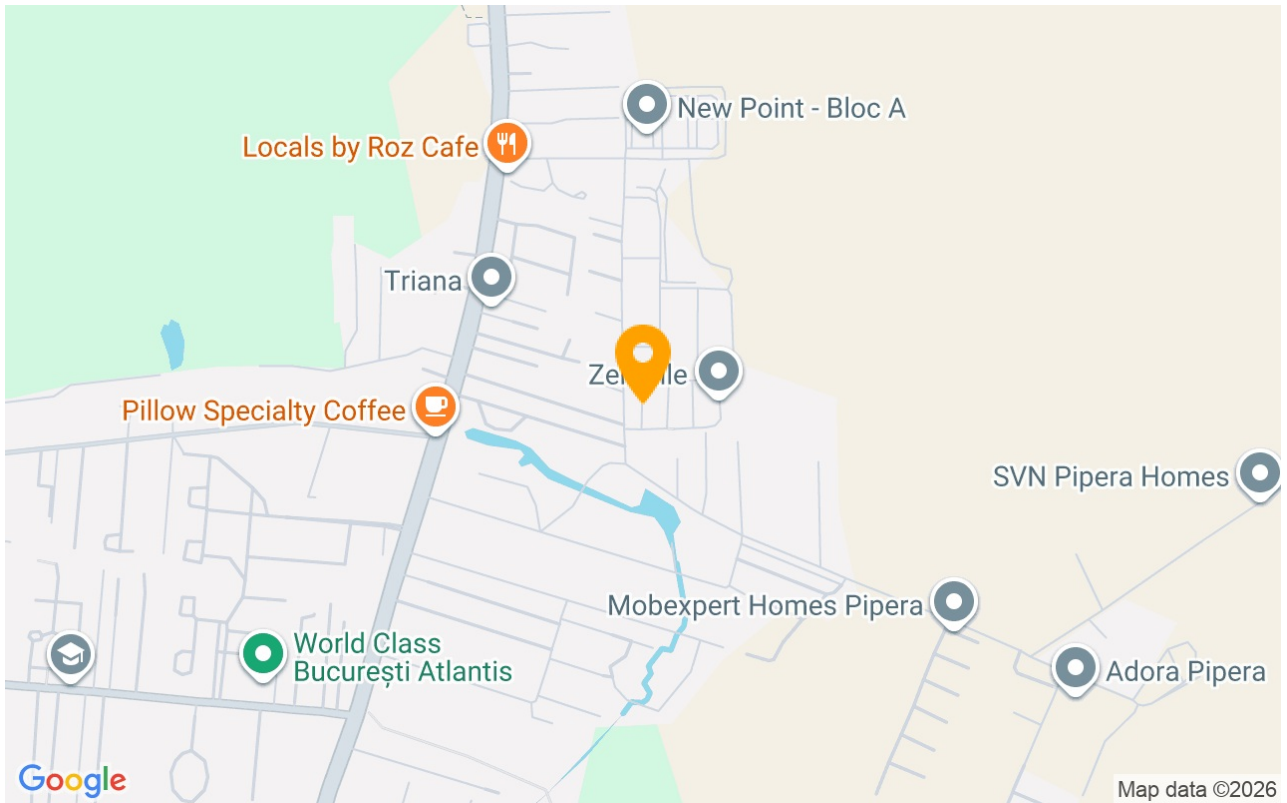 New Point - Bloc A
Locals by Roz Cafe
Triana
Pillow Specialty Coffee
SVN Pipera Homes
Mobexpert Homes Pipera
World Class
București Atlantis
Adora Pipera
Google
Map data ©2026